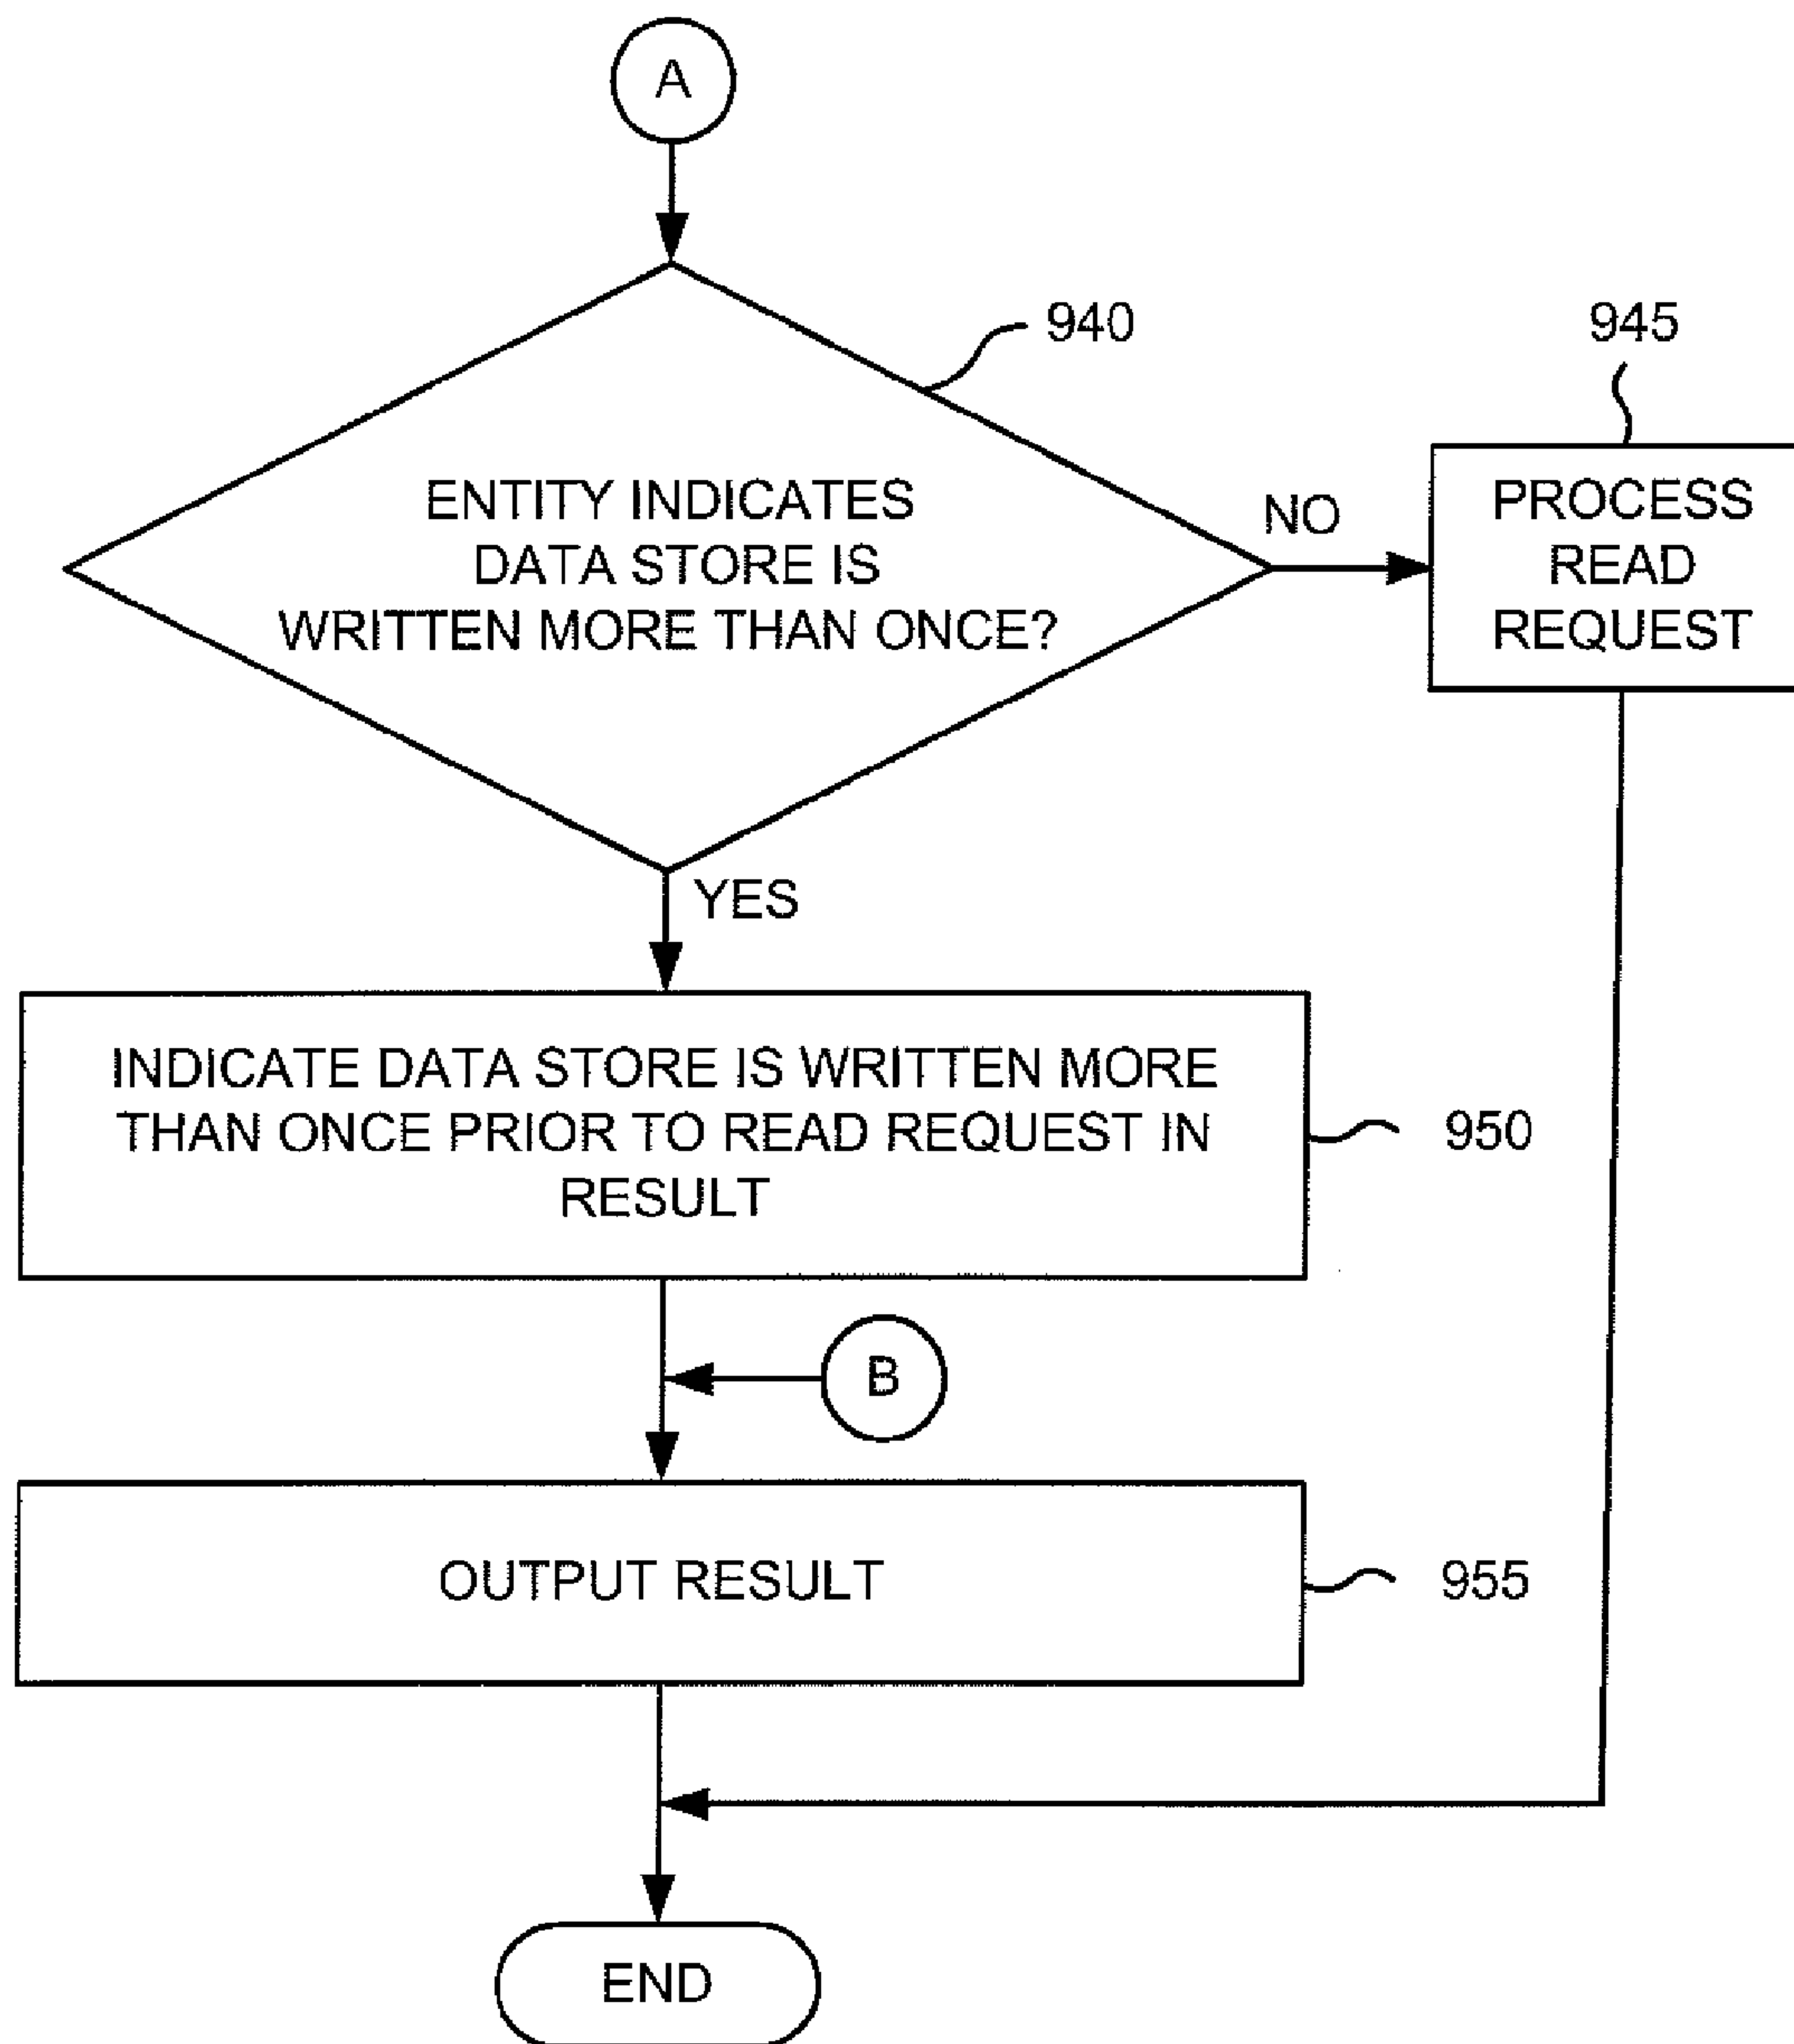 A
940
945
ENTITY INDICATES
DATA STORE IS
WRITTEN MORE THAN ONCE?
NO
PROCESS
READ
REQUEST
YES
INDICATE DATA STORE IS WRITTEN MORE
THAN ONCE PRIOR TO READ REQUEST IN
RESULT
950
B
OUTPUT RESULT
955
END